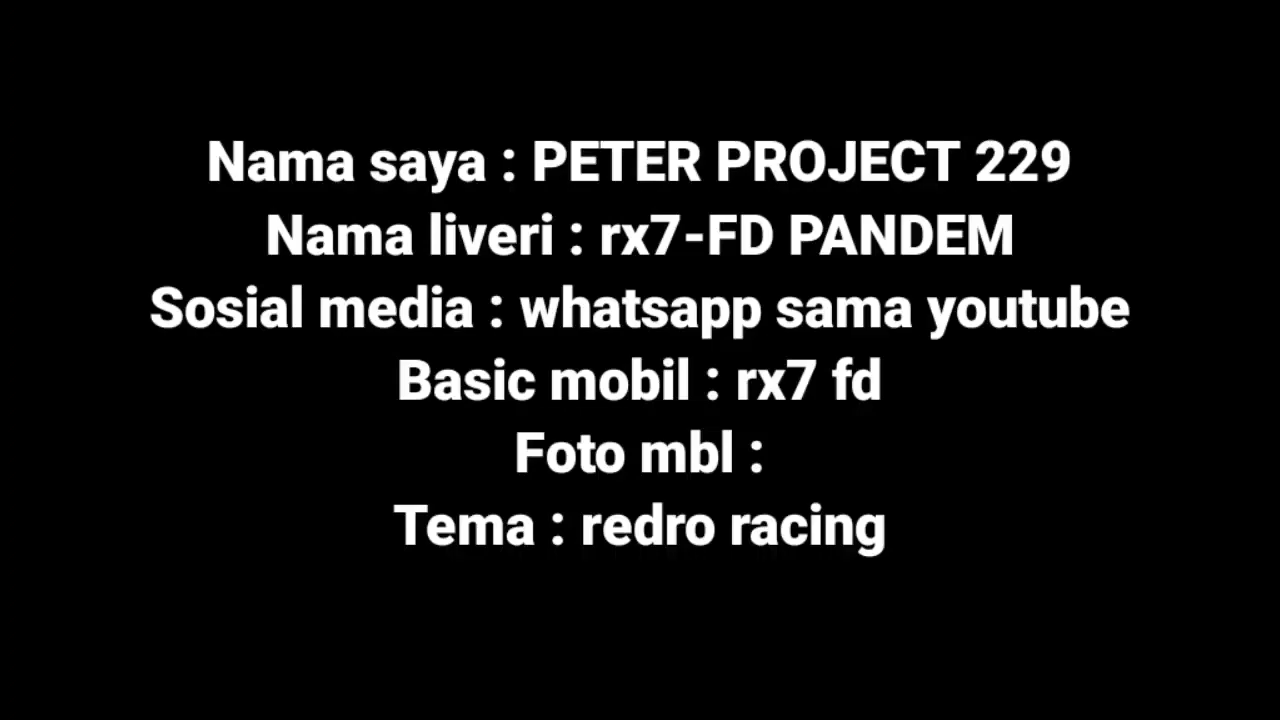 Nama saya : PETER PROJECT 229
Nama liveri : rx7-FD PANDEM
Sosial media : whatsapp sama youtube
Basic mobil : rx7 fd
Foto mbl :
Tema : redro racing